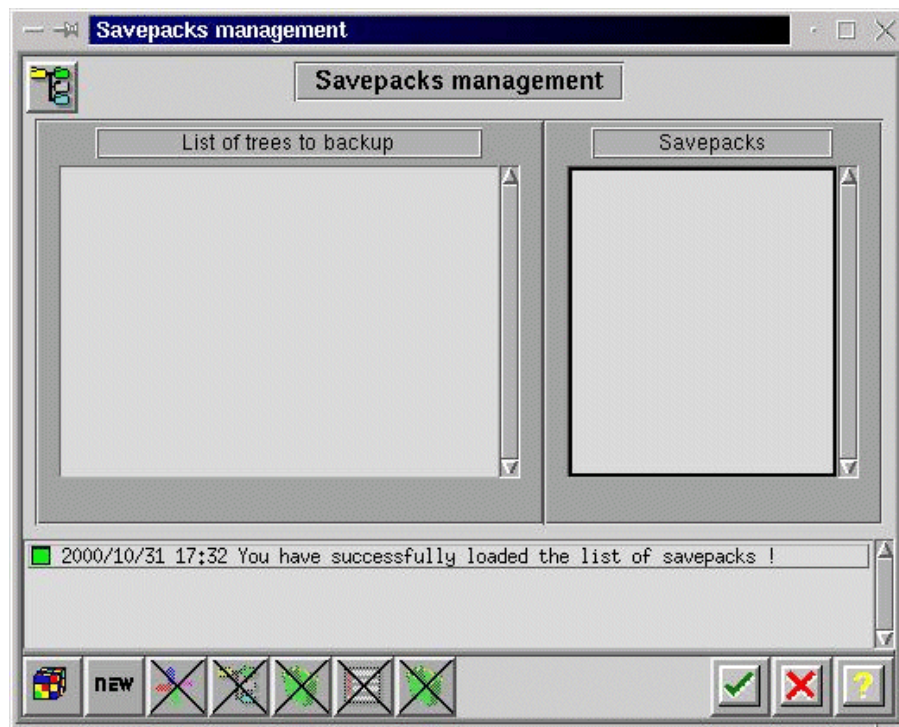 Savepacks management
Savepacks management
List of trees to backup
Savepacks
2000/10/31 17:32 You have successfully loaded the list of savepacks !
NEW
?